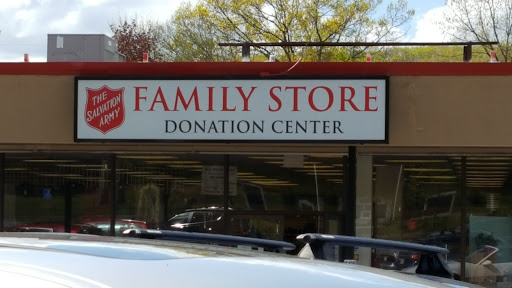 THE
SALVATION
ARMY
FAMILY STORE
DONATION CENTER